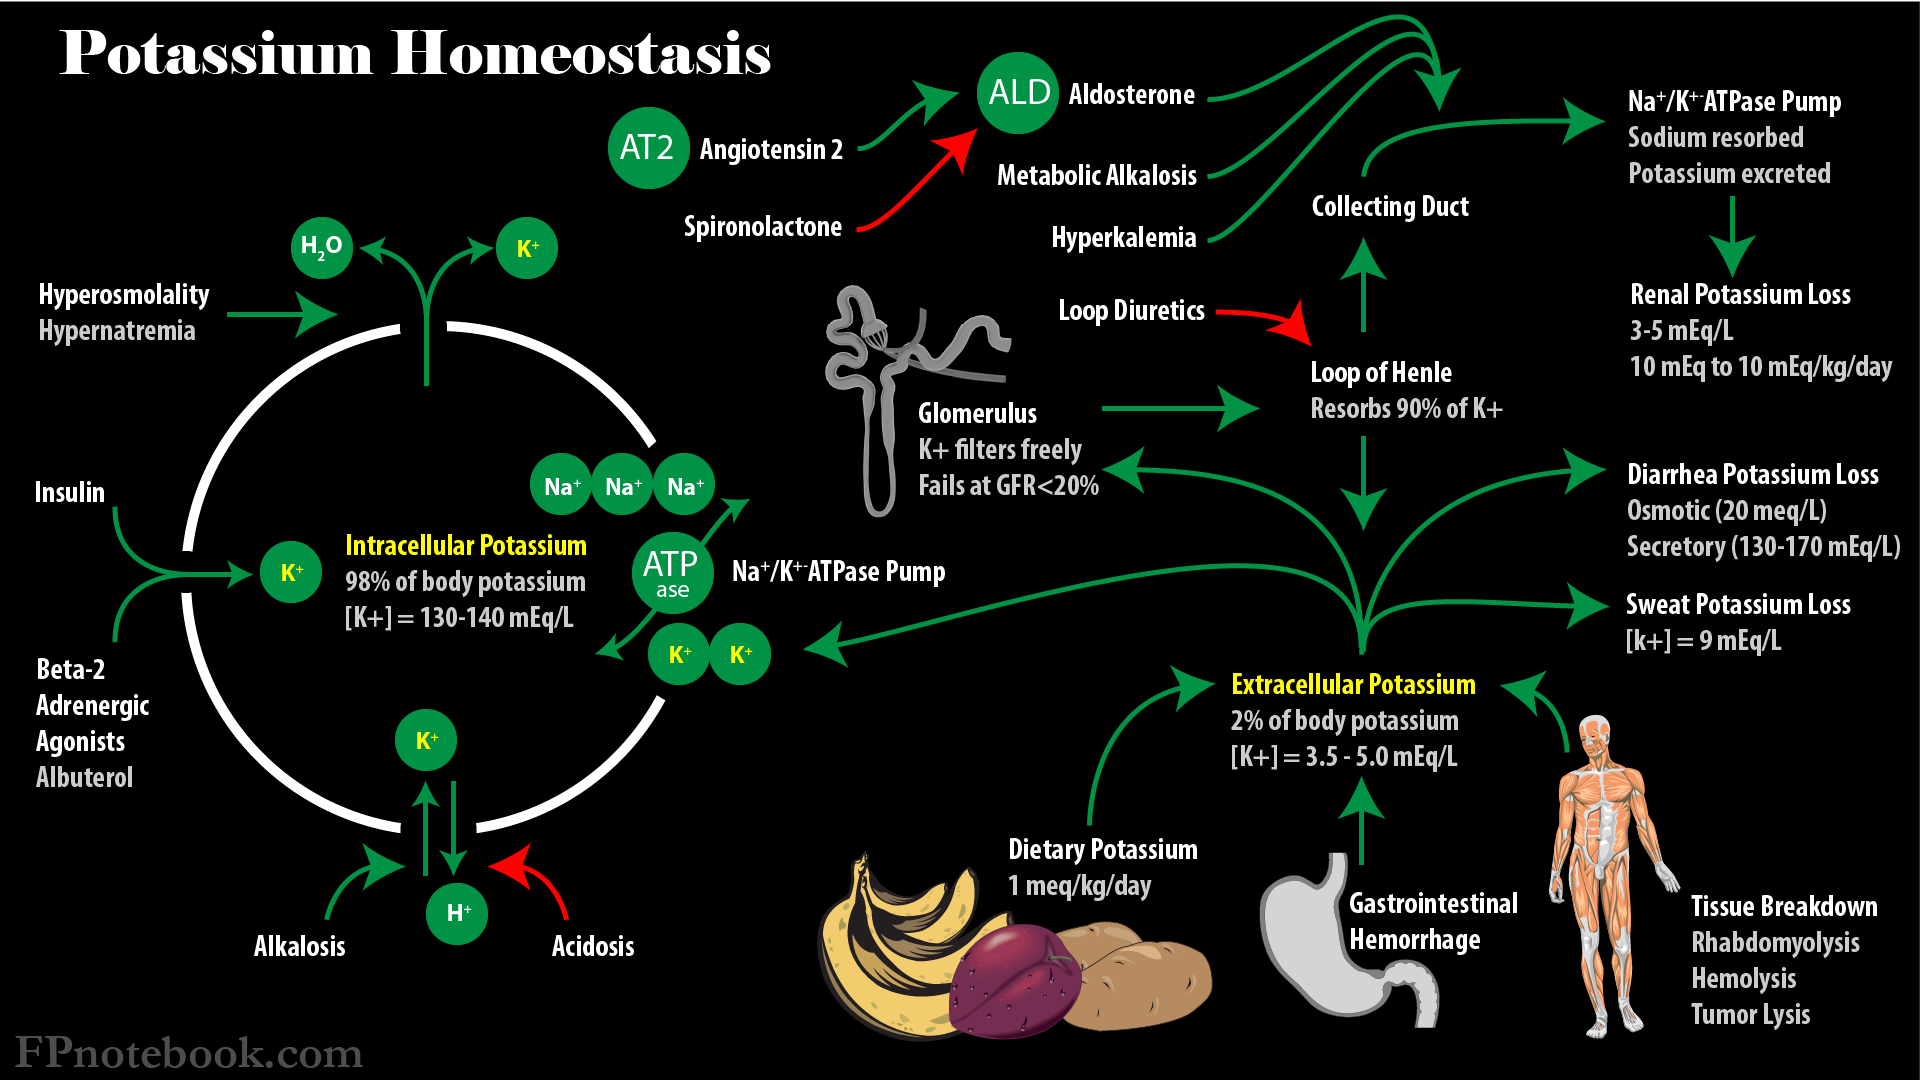 Potassium Homeostasis
AT2
Angiotensin 2
ALD
Aldosterone
Spironolactone
Metabolic Alkalosis
Hyperkalemia
Collecting Duct
Na⁺/K⁺-ATPase Pump
Sodium resorbed
Potassium excreted
Renal Potassium Loss
3-5 mEq/L
10 mEq to 10 mEq/kg/day
Loop Diuretics
Loop of Henle
Resorbs 90% of K+
Glomerulus
K+ filters freely
Fails at GFR<20%
Diarrhea Potassium Loss
Osmotic (20 meq/L)
Secretory (130-170 mEq/L)
Sweat Potassium Loss
[k+] = 9 mEq/L
H₂O
K⁺
Hyperosmolality
Hypernatremia
Insulin
K⁺
Intracellular Potassium
98% of body potassium
[K+] = 130-140 mEq/L
Na⁺ Na⁺ Na⁺
ATP
ase
Na⁺/K⁺-ATPase Pump
K⁺ K⁺
Beta-2
Adrenergic
Agonists
Albuterol
K⁺
H⁺
Alkalosis
Acidosis
Extracellular Potassium
2% of body potassium
[K+] = 3.5 - 5.0 mEq/L
Dietary Potassium
1 meq/kg/day
Gastrointestinal
Hemorrhage
Tissue Breakdown
Rhabdomyolysis
Hemolysis
Tumor Lysis
FPnotebook.com